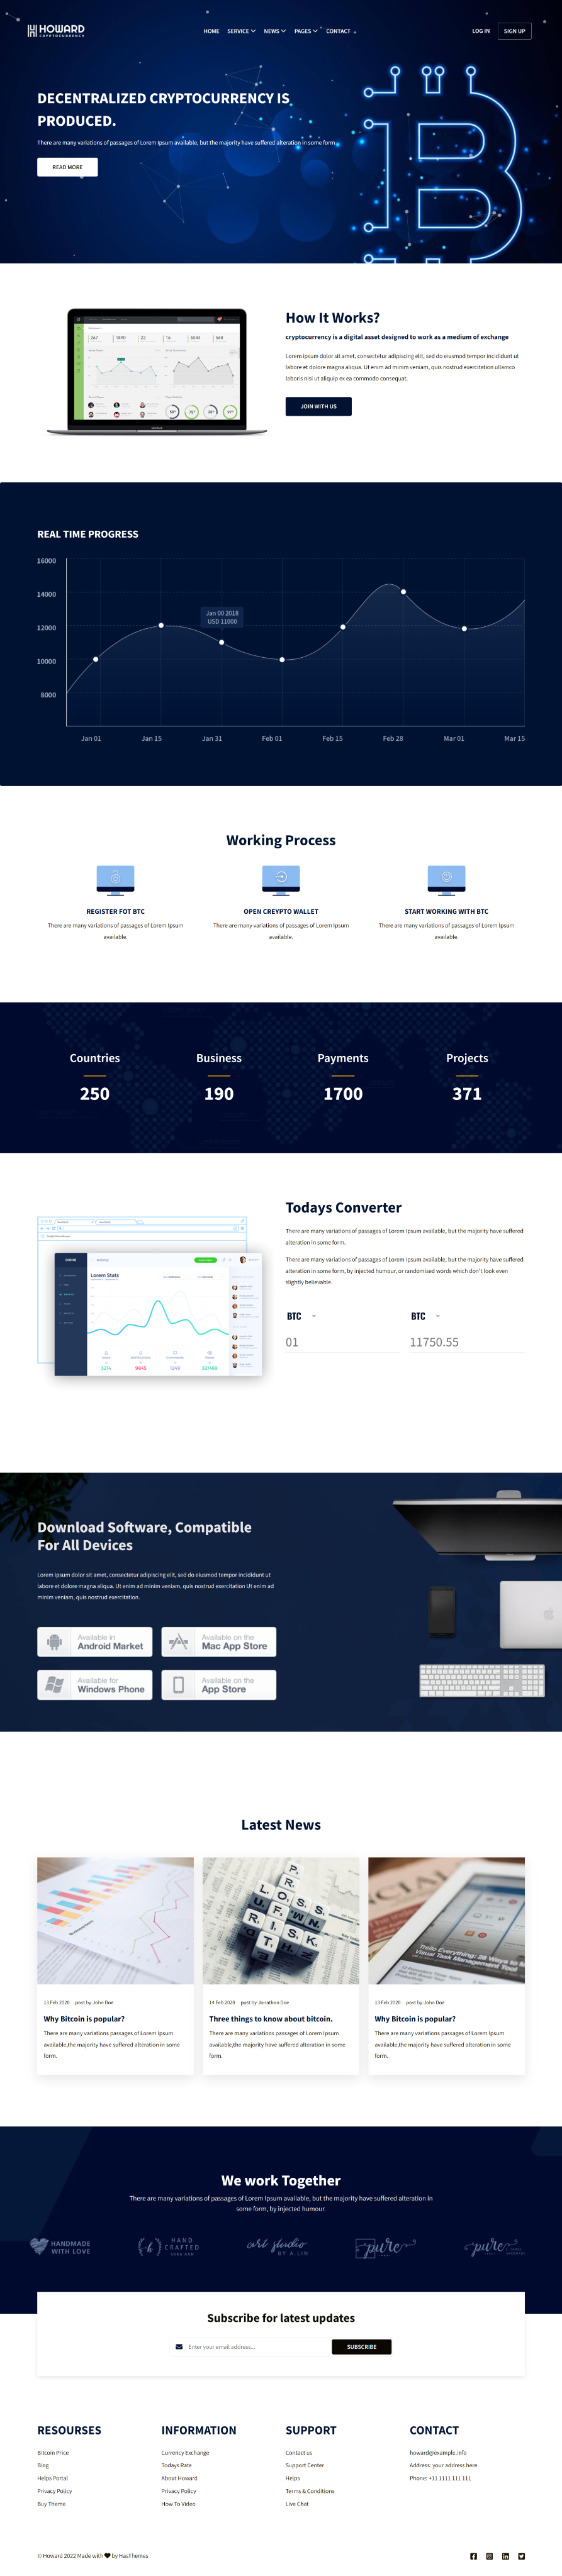 HOWARD
CRYPTOCURRENCY
HOME SERVICE NEWS PAGES CONTACT
LOG IN SIGN UP
DECENTRALIZED CRYPTOCURRENCY IS
PRODUCED.
There are many variations of passages of Lorem Ipsum available, but the majority have suffered alteration in some form.
READ MORE
How It Works?
cryptocurrency is a digital asset designed to work as a medium of exchange
Lorem ipsum dolor sit amet, consectetur adipiscing elit, sed do eiusmod tempor incididunt ut
labore et dolore magna aliqua. Ut enim ad minim veniam, quis nostrud exercitation ullamco
laboris nisi ut aliquip ex ea commodo consequat.
JOIN WITH US
REAL TIME PROGRESS
16000
14000
Jan 00 2018
USD 11000
12000
10000
8000
Jan 01 Jan 15 Jan 31 Feb 01 Feb 15 Feb 28 Mar 01 Mar 15
Working Process
REGISTER FOT BTC
There are many variations of passages of Lorem Ipsum
available.
OPEN CREYPTO WALLET
There are many variations of passages of Lorem Ipsum
available.
START WORKING WITH BTC
There are many variations of passages of Lorem Ipsum
available.
Countries Business Payments Projects
250 190 1700 371
Todays Converter
There are many variations of passages of Lorem Ipsum available, but the majority have suffered
alteration in some form.
There are many variations of passages of Lorem Ipsum available, but the majority have suffered
alteration in some form, by injected humour, or randomised words which don't look even
slightly believable.
BTC BTC
01 11750.55
Lorem Stats
Download Software, Compatible
For All Devices
Lorem ipsum dolor sit amet, consectetur adipiscing elit, sed do eiusmod tempor incididunt ut
labore et dolore magna aliqua. Ut enim ad minim veniam, quis nostrud exercitation Ut enim ad
minim veniam, quis nostrud exercitation.
Available in
Android Market
Available on the
Mac App Store
Available for
Windows Phone
Available on the
App Store
Latest News
13 Feb 2020 post by: John Doe
Why Bitcoin is popular?
There are many variations passages of Lorem Ipsum
available,the majority have suffered alteration in some
form.
14 Feb 2020 post by: Jonathon Doe
Three things to know about bitcoin.
There are many variations passages of Lorem Ipsum
available,the majority have suffered alteration in some
form.
13 Feb 2020 post by: John Doe
Why Bitcoin is popular?
There are many variations passages of Lorem Ipsum
available,the majority have suffered alteration in some
form.
We work Together
There are many variations of passages of Lorem Ipsum available, but the majority have suffered alteration in
some form, by injected humour.
HANDMADE
WITH LOVE
HAND
CRAFTED
art studio
BY A.LIN
pure
pure
Subscribe for latest updates
Enter your email address...
SUBSCRIBE
RESOURSES
Bitcoin Price
Blog
Helps Portal
Privacy Policy
Buy Theme
INFORMATION
Currency Exchange
Todays Rate
About Howard
Privacy Policy
How To Video
SUPPORT
Contact us
Support Center
Helps
Terms & Conditions
Live Chat
CONTACT
howard@example.info
Address: your address here
Phone: +11 1111 111 111
© Howard 2022 Made with ❤ by HasThemes